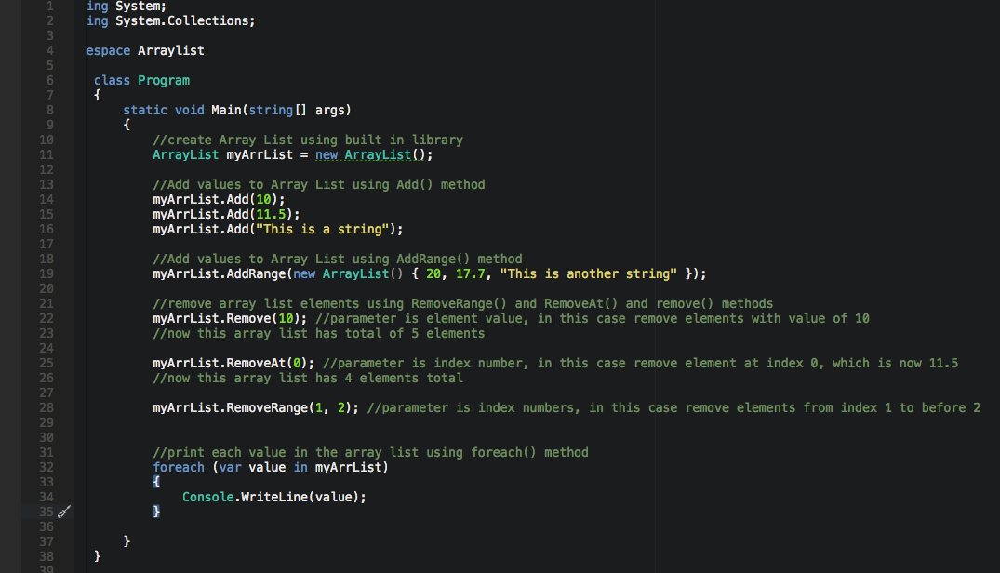 1 ing System;
2 ing System.Collections;
3
4 espace Arraylist
5
6 class Program
7 {
8 static void Main(string[] args)
9 {
10 //create Array List using built in library
11 ArrayList myArrList = new ArrayList();
12
13 //Add values to Array List using Add() method
14 myArrList.Add(10);
15 myArrList.Add(11.5);
16 myArrList.Add("This is a string");
17
18 //Add values to Array List using AddRange() method
19 myArrList.AddRange(new ArrayList() { 20, 17.7, "This is another string" });
20
21 //remove array list elements using RemoveRange() and RemoveAt() and remove() methods
22 myArrList.Remove(10); //parameter is element value, in this case remove elements with value of 10
23 //now this array list has total of 5 elements
24
25 myArrList.RemoveAt(0); //parameter is index number, in this case remove element at index 0, which is now 11.5
26 //now this array list has 4 elements total
27
28 myArrList.RemoveRange(1, 2); //parameter is index numbers, in this case remove elements from index 1 to before 2
29
30
31 //print each value in the array list using foreach() method
32 foreach (var value in myArrList)
33 {
34 Console.WriteLine(value);
35 }
36
37 }
38 }
39